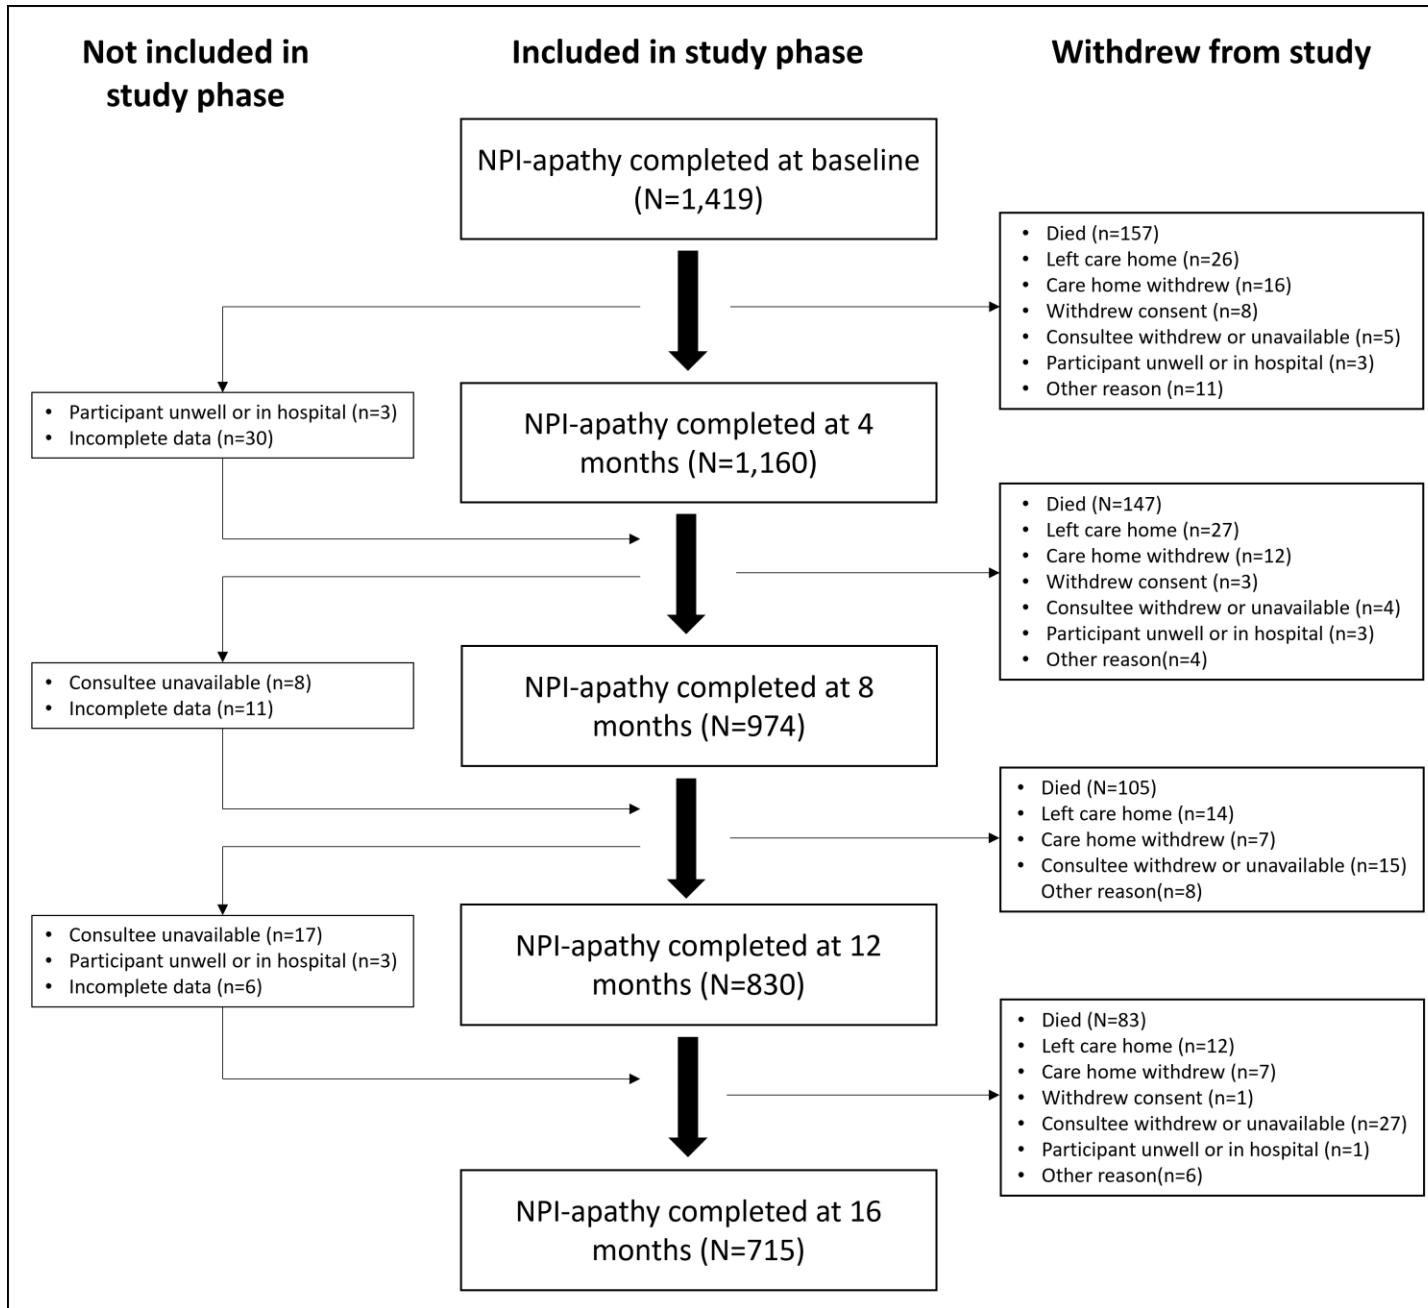 Not included in
study phase
Included in study phase
Withdrew from study
NPI-apathy completed at baseline
(N=1,419)
• Died (n=157)
• Left care home (n=26)
• Care home withdrew (n=16)
• Withdrew consent (n=8)
• Consultee withdrew or unavailable (n=5)
• Participant unwell or in hospital (n=3)
• Other reason (n=11)
• Participant unwell or in hospital (n=3)
• Incomplete data (n=30)
NPI-apathy completed at 4
months (N=1,160)
• Died (N=147)
• Left care home (n=27)
• Care home withdrew (n=12)
• Withdrew consent (n=3)
• Consultee withdrew or unavailable (n=4)
• Participant unwell or in hospital (n=3)
• Other reason(n=4)
• Consultee unavailable (n=8)
• Incomplete data (n=11)
NPI-apathy completed at 8
months (N=974)
• Died (N=105)
• Left care home (n=14)
• Care home withdrew (n=7)
• Consultee withdrew or unavailable (n=15)
Other reason(n=8)
• Consultee unavailable (n=17)
• Participant unwell or in hospital (n=3)
• Incomplete data (n=6)
NPI-apathy completed at 12
months (N=830)
• Died (N=83)
• Left care home (n=12)
• Care home withdrew (n=7)
• Withdrew consent (n=1)
• Consultee withdrew or unavailable (n=27)
• Participant unwell or in hospital (n=1)
• Other reason(n=6)
NPI-apathy completed at 16
months (N=715)